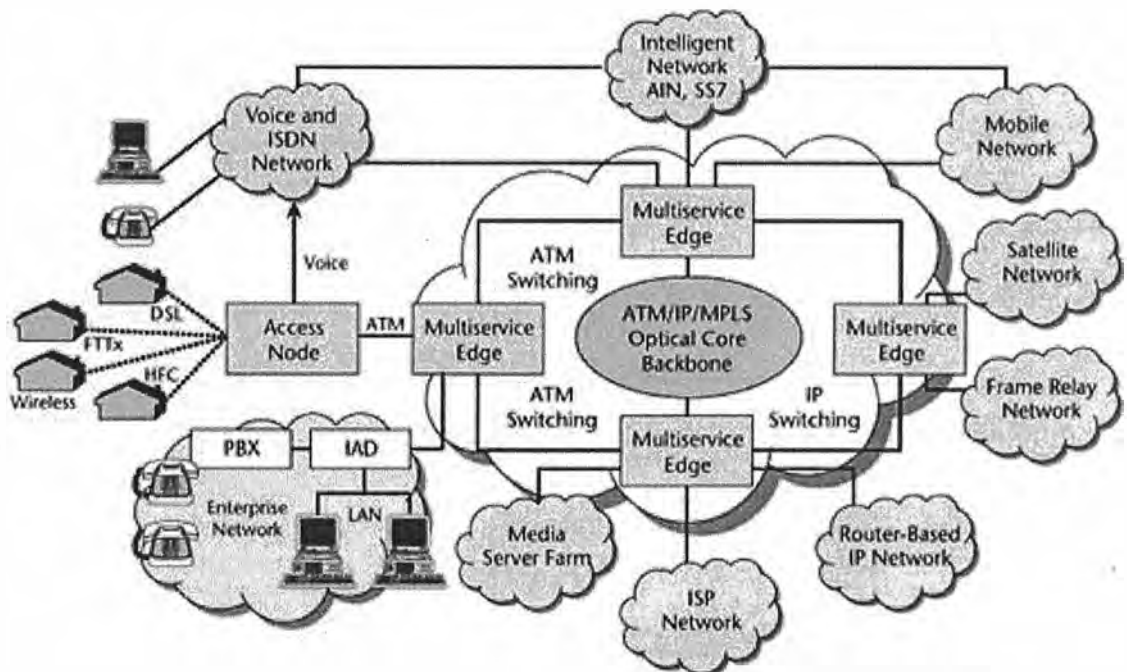 Intelligent
Network
AIN, SS7
Voice and
ISDN
Network
Mobile
Network
Multiservice
Edge
Satellite
Network
ATM
Switching
Voice
DSL
FTTx
HFC
Wireless
Access
Node
ATM
Multiservice
Edge
ATM/IP/MPLS
Optical Core
Backbone
Multiservice
Edge
Frame Relay
Network
ATM
Switching
IP
Switching
Multiservice
Edge
PBX
IAD
Enterprise
Network
LAN
Media
Server Farm
Router-Based
IP Network
ISP
Network